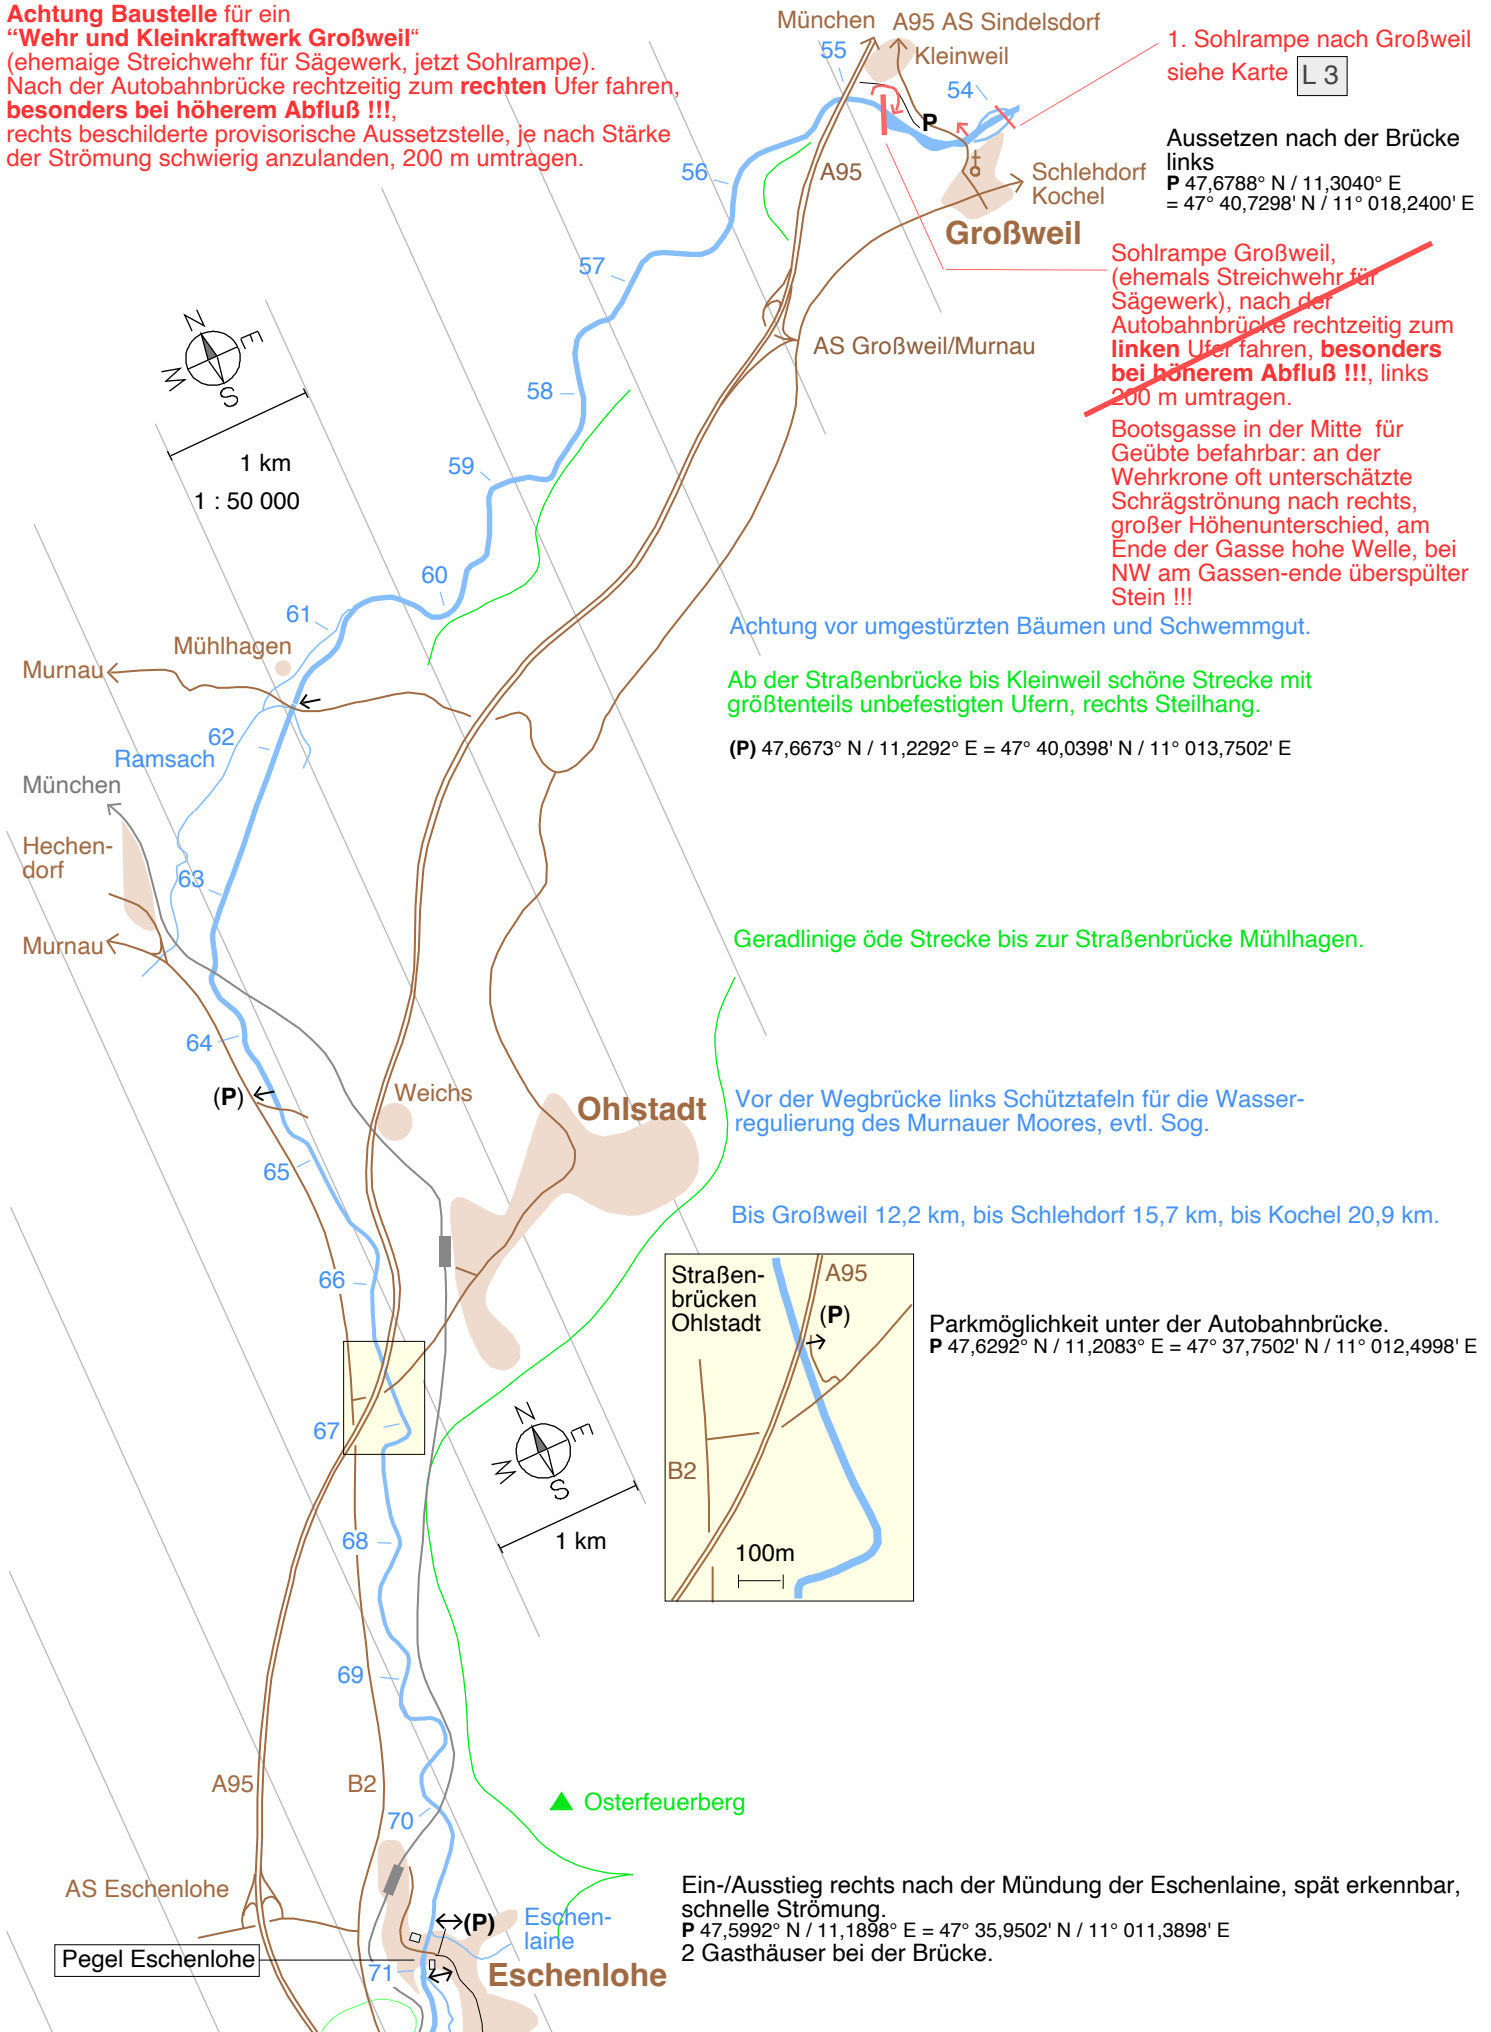 Achtung Baustelle für ein
“Wehr und Kleinkraftwerk Großweil“
(ehemaige Streichwehr für Sägewerk, jetzt Sohlrampe).
Nach der Autobahnbrücke rechtzeitig zum rechten Ufer fahren,
besonders bei höherem Abfluß !!!,
rechts beschilderte provisorische Aussetzstelle, je nach Stärke
der Strömung schwierig anzulanden, 200 m umtragen.
München
A95 AS Sindelsdorf
Kleinweil
55
54
P
1. Sohlrampe nach Großweil
siehe Karte L 3
Aussetzen nach der Brücke
links
P 47,6788° N / 11,3040° E
= 47° 40,7298' N / 11° 018,2400' E
56
A95
Schlehdorf
Kochel
Großweil
57
Sohlrampe Großweil,
(ehemals Streichwehr für
Sägewerk), nach der
Autobahnbrücke rechtzeitig zum
linken Ufer fahren, besonders
bei höherem Abfluß !!!, links
200 m umtragen.
N
E
W
S
1 km
1 : 50 000
AS Großweil/Murnau
58
Bootsgasse in der Mitte für
Geübte befahrbar: an der
Wehrkrone oft unterschätzte
Schrägströnung nach rechts,
großer Höhenunterschied, am
Ende der Gasse hohe Welle, bei
NW am Gassen-ende überspülter
Stein !!!
59
60
61
Achtung vor umgestürzten Bäumen und Schwemmgut.
Mühlhagen
Murnau
Ab der Straßenbrücke bis Kleinweil schöne Strecke mit
größtenteils unbefestigten Ufern, rechts Steilhang.
62
Ramsach
(P) 47,6673° N / 11,2292° E = 47° 40,0398' N / 11° 013,7502' E
München
Hechen-
dorf
63
Murnau
Geradlinige öde Strecke bis zur Straßenbrücke Mühlhagen.
64
(P)
Weichs
Ohlstadt
Vor der Wegbrücke links Schütztafeln für die Wasser-
regulierung des Murnauer Moores, evtl. Sog.
65
Bis Großweil 12,2 km, bis Schlehdorf 15,7 km, bis Kochel 20,9 km.
66
Straßen-
brücken
Ohlstadt
A95
(P)
B2
100m
Parkmöglichkeit unter der Autobahnbrücke.
P 47,6292° N / 11,2083° E = 47° 37,7502' N / 11° 012,4998' E
67
N
E
W
S
1 km
68
69
A95
B2
70
Osterfeuerberg
AS Eschenlohe
Ein-/Ausstieg rechts nach der Mündung der Eschenlaine, spät erkennbar,
schnelle Strömung.
P 47,5992° N / 11,1898° E = 47° 35,9502' N / 11° 011,3898' E
2 Gasthäuser bei der Brücke.
(P)
Eschen-
laine
Pegel Eschenlohe
71
Eschenlohe